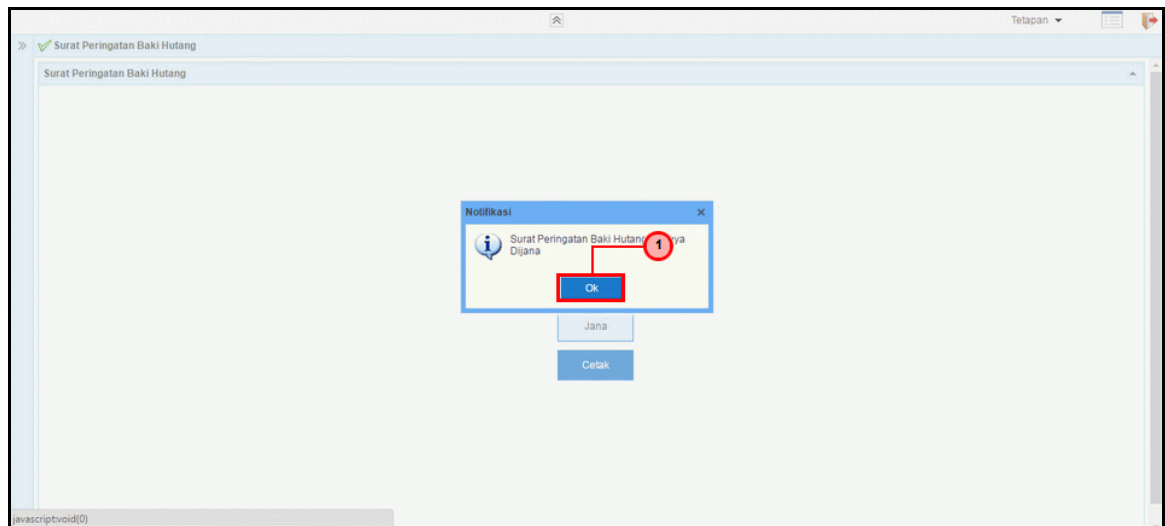 Tetapan
Surat Peringatan Baki Hutang
Surat Peringatan Baki Hutang
Notifikasi
Surat Peringatan Baki Hutang
Dijana
1
Ok
Jana
Cetak
javascript:void(0)